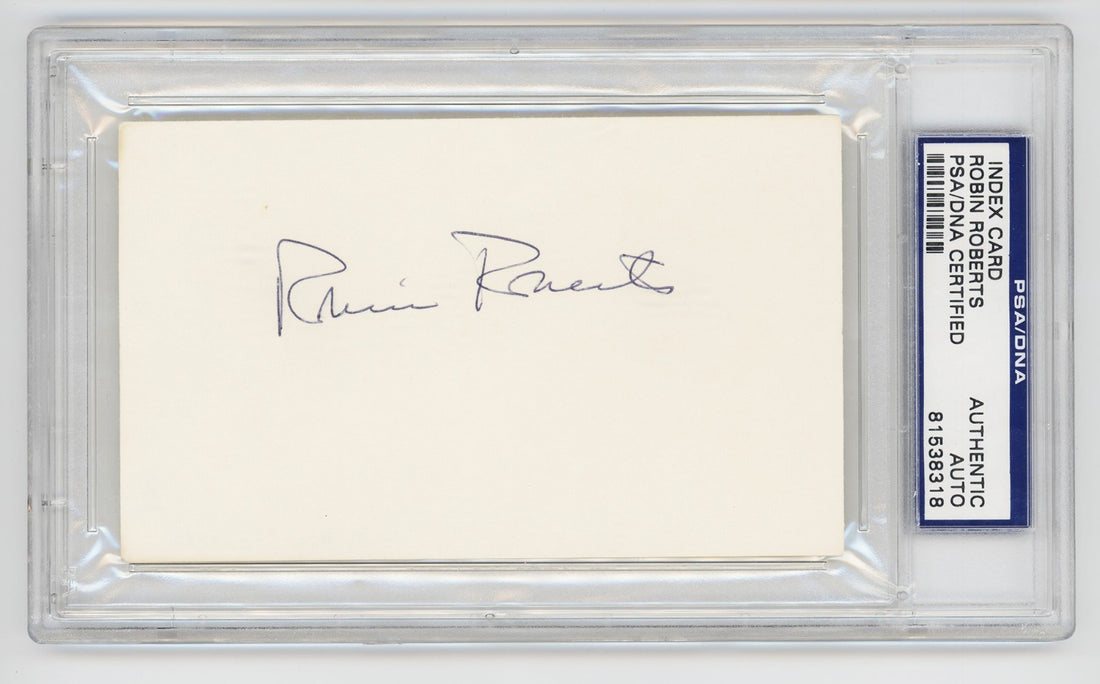 Robin Roberts
PSA/DNA
INDEX CARD
ROBIN ROBERTS
PSA/DNA CERTIFIED
AUTHENTIC
AUTO
81538318